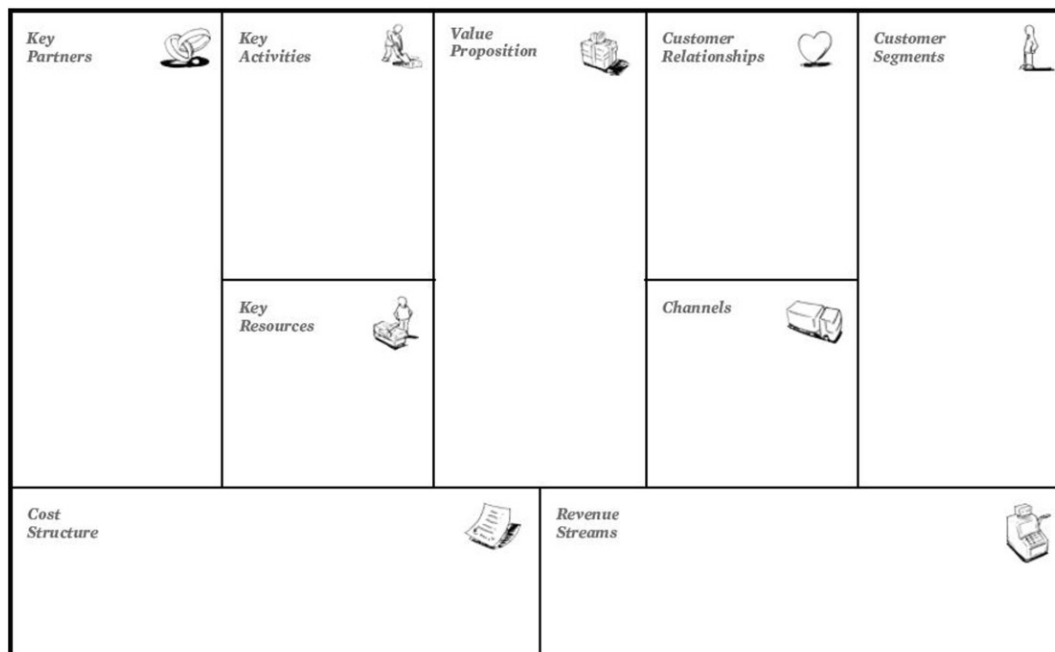 Key
Partners
Key
Activities
Value
Proposition
Customer
Relationships
Customer
Segments
Key
Resources
Channels
Cost
Structure
Revenue
Streams